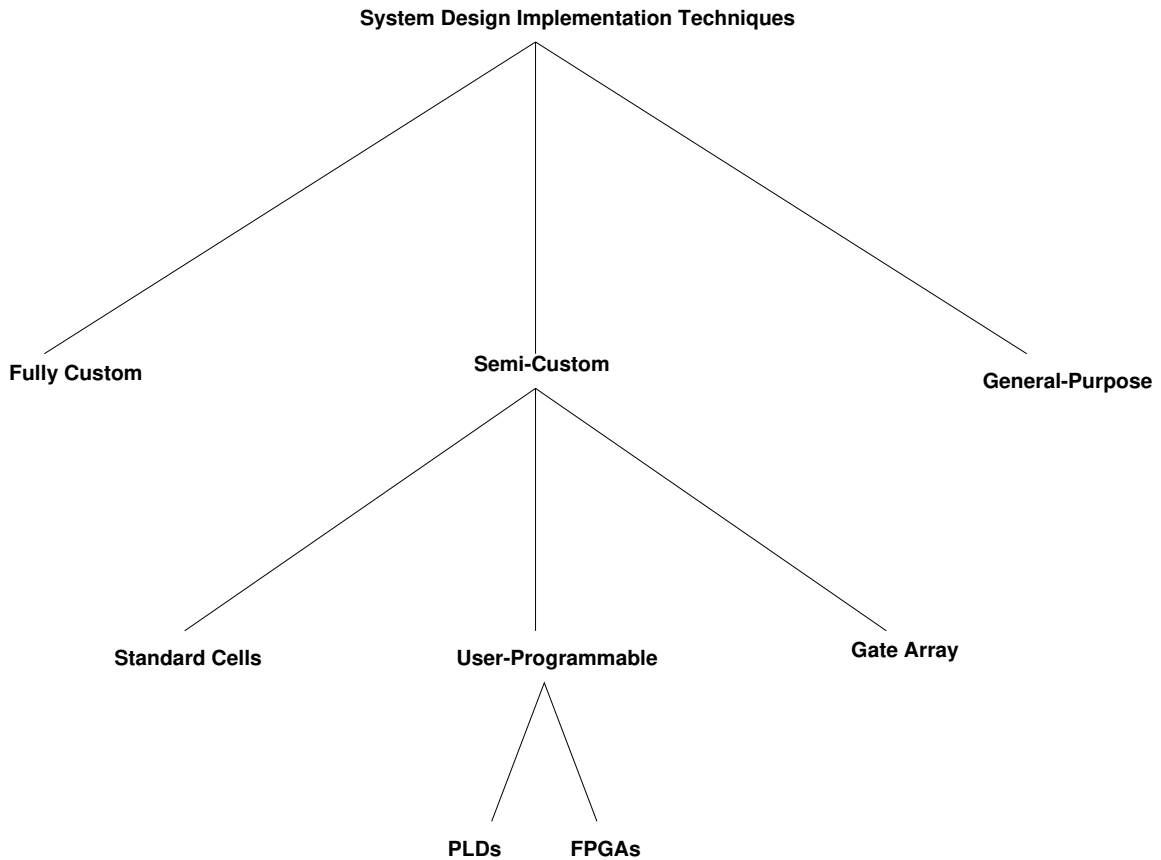 System Design Implementation Techniques
Fully Custom
Semi-Custom
General-Purpose
Standard Cells
User-Programmable
Gate Array
PLDs
FPGAs